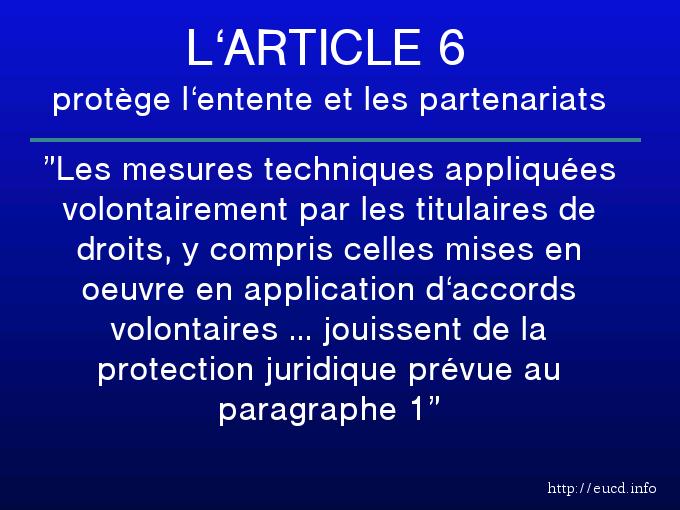 L‘ARTICLE 6
protège l‘entente et les partenariats
”Les mesures techniques appliquées
volontairement par les titulaires de
droits, y compris celles mises en
oeuvre en application d‘accords
volontaires ... jouissent de la
protection juridique prévue au
paragraphe 1”
http://eucd.info